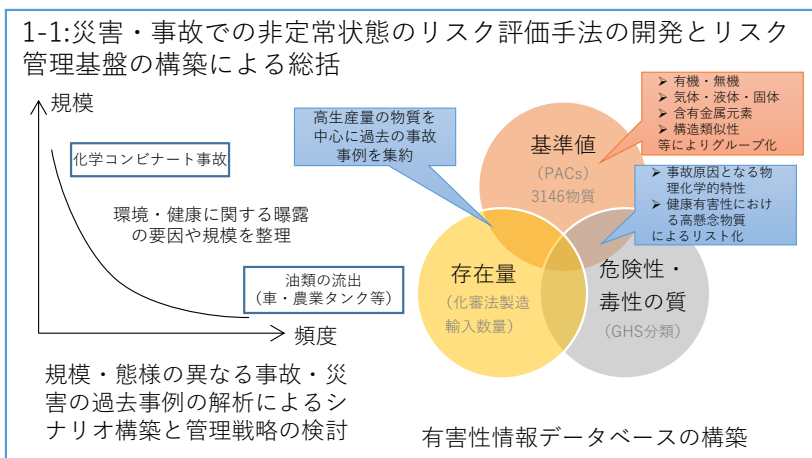 1-1:災害・事故での非定常状態のリスク評価手法の開発とリスク
管理基盤の構築による総括
規模
化学コンビナート事故
環境・健康に関する曝露
の要因や規模を整理
油類の流出
（車・農業タンク等）
頻度
規模・態様の異なる事故・災
害の過去事例の解析によるシ
ナリオ構築と管理戦略の検討
高生産量の物質を
中心に過去の事故
事例を集約
基準値
(PACs)
3146物質
➢ 有機・無機
➢ 気体・液体・固体
➢ 含有金属元素
➢ 構造類似性
等によりグループ化
➢ 事故原因となる物
理化学的特性
➢ 健康有害性におけ
る高懸念物質
によるリスト化
存在量
(化審法製造
輸入数量）
危険性・
毒性の質
(GHS分類)
有害性情報データベースの構築